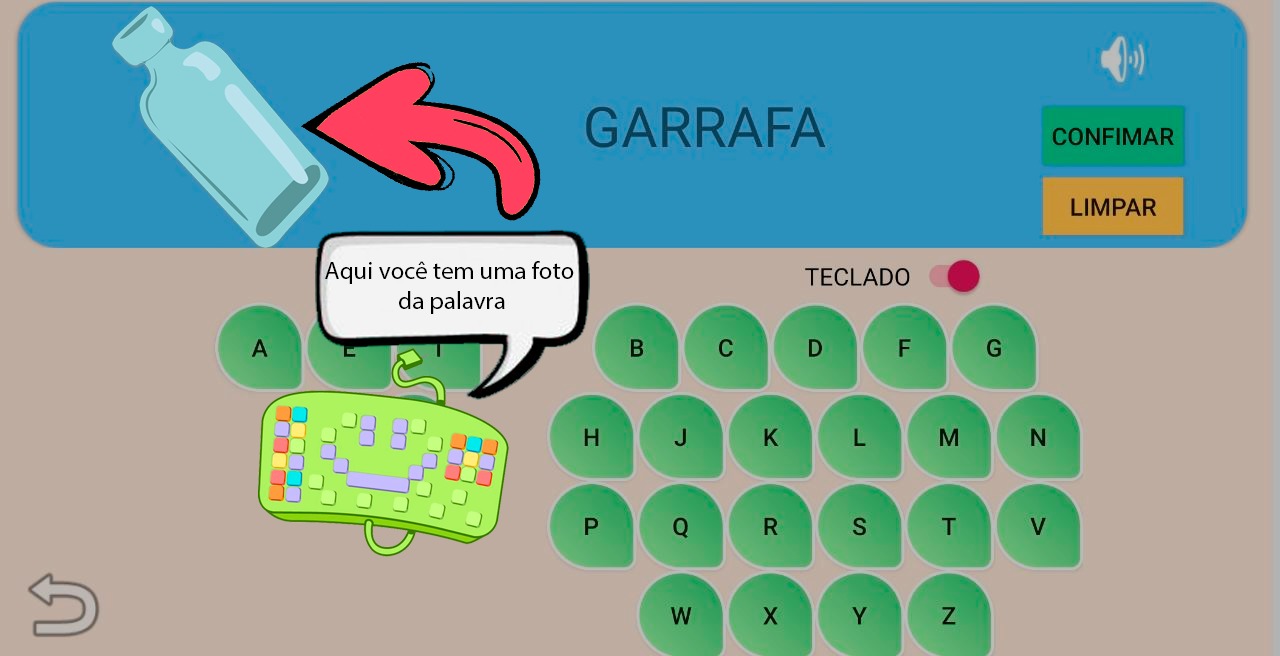 GARRAFA
CONFIMAR
LIMPAR
Aqui você tem uma foto
da palavra
TECLADO
A E I B C D F G
H J K L M N
P Q R S T V
W X Y Z